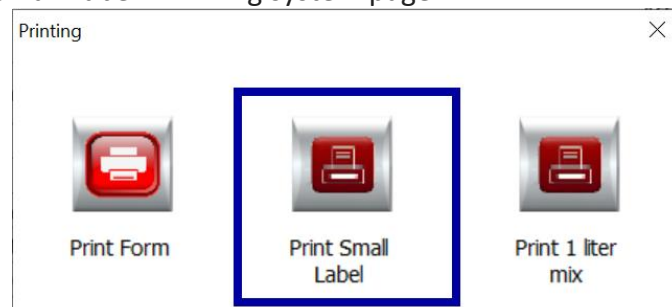 Printing
Print Form
Print Small
Label
Print 1 liter
mix